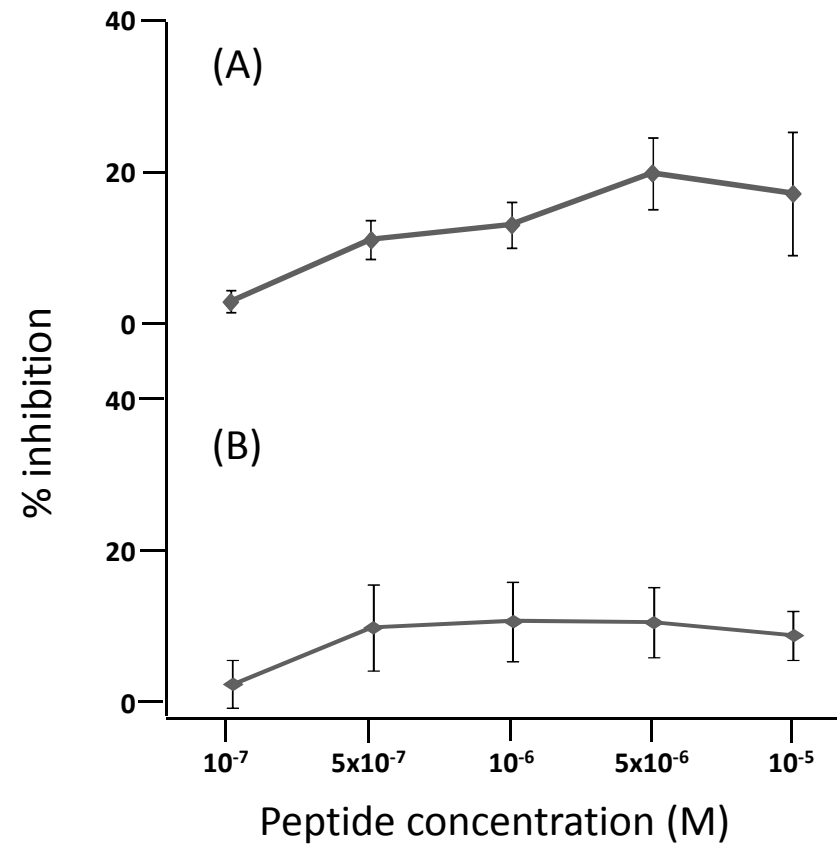 40
(A)
20
0
% inhibition
40
(B)
20
0
10⁻⁷ 5x10⁻⁷ 10⁻⁶ 5x10⁻⁶ 10⁻⁵
Peptide concentration (M)